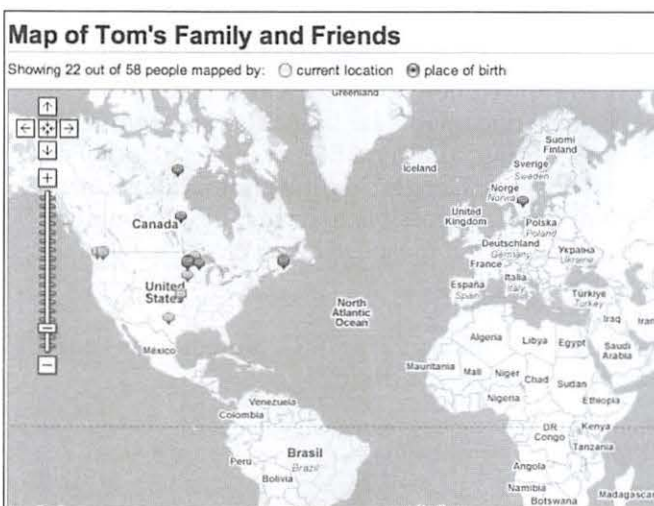 Map of Tom's Family and Friends
Showing 22 out of 58 people mapped by: current location place of birth
Greenland
Suomi
Finland
Iceland
Sverige
Sweden
Norge
Canada
United
Kingdom
Polska
Poland
Deutschland
Germany
Україна
Ukraine
France
United
States
Italia
Italy
España
Spain
Türkiye
Turkey
North
Atlantic
Ocean
Iraq
Iran
Algeria
Libya
Egypt
Saudi
Arabia
México
Mauritania
Mali
Niger
Chad
Sudan
Nigeria
Ethiopia
Venezuela
Colombia
DR
Congo
Kenya
Tanzania
Perú
Brasil
Brazil
Bolivia
Angola
Namibia
Botswana
Madagascar